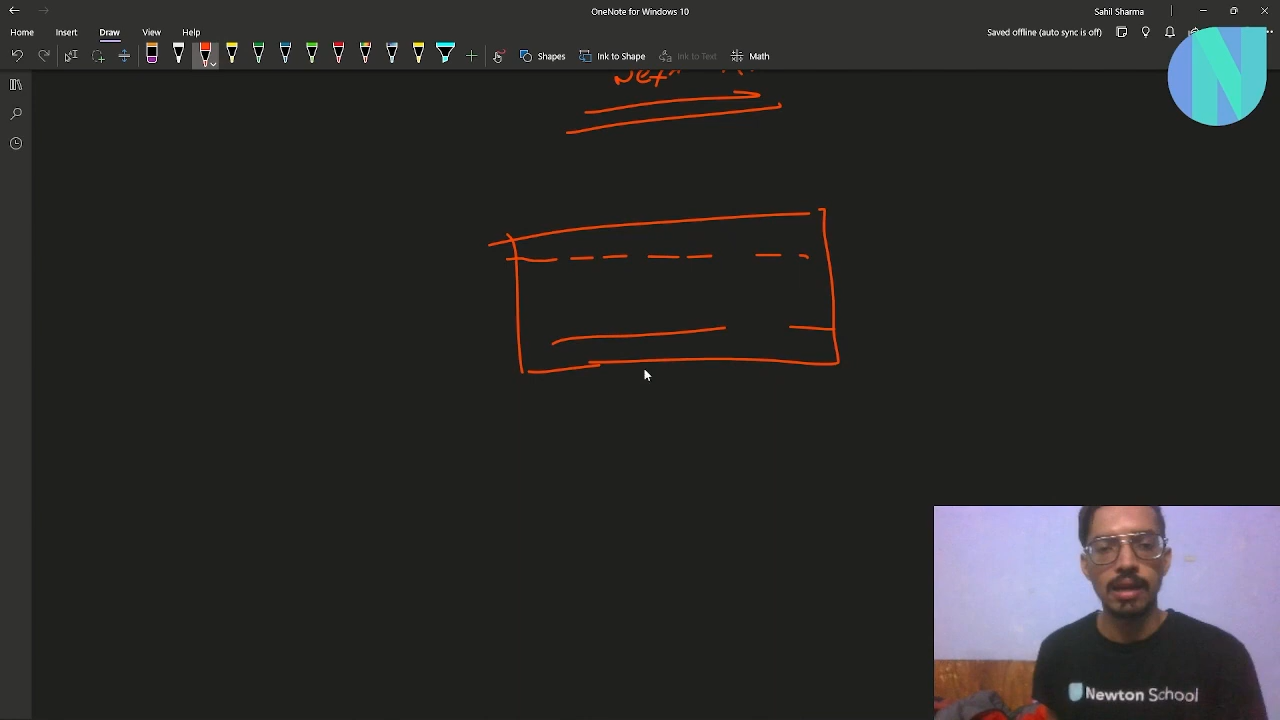 OneNote for Windows 10
Sahil Sharma
Home Insert Draw View Help
Saved offline (auto sync is off)
Shapes Ink to Shape Ink to Text Math
Newton School